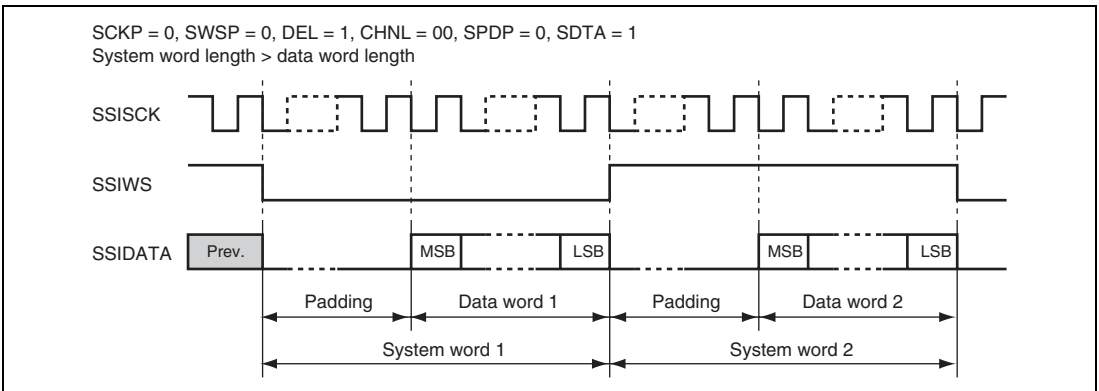 SCKP = 0, SWSP = 0, DEL = 1, CHNL = 00, SPDP = 0, SDTA = 1
System word length > data word length
SSISCK
SSIWS
SSIDATA
Prev.
MSB
LSB
MSB
LSB
Padding
Data word 1
Padding
Data word 2
System word 1
System word 2